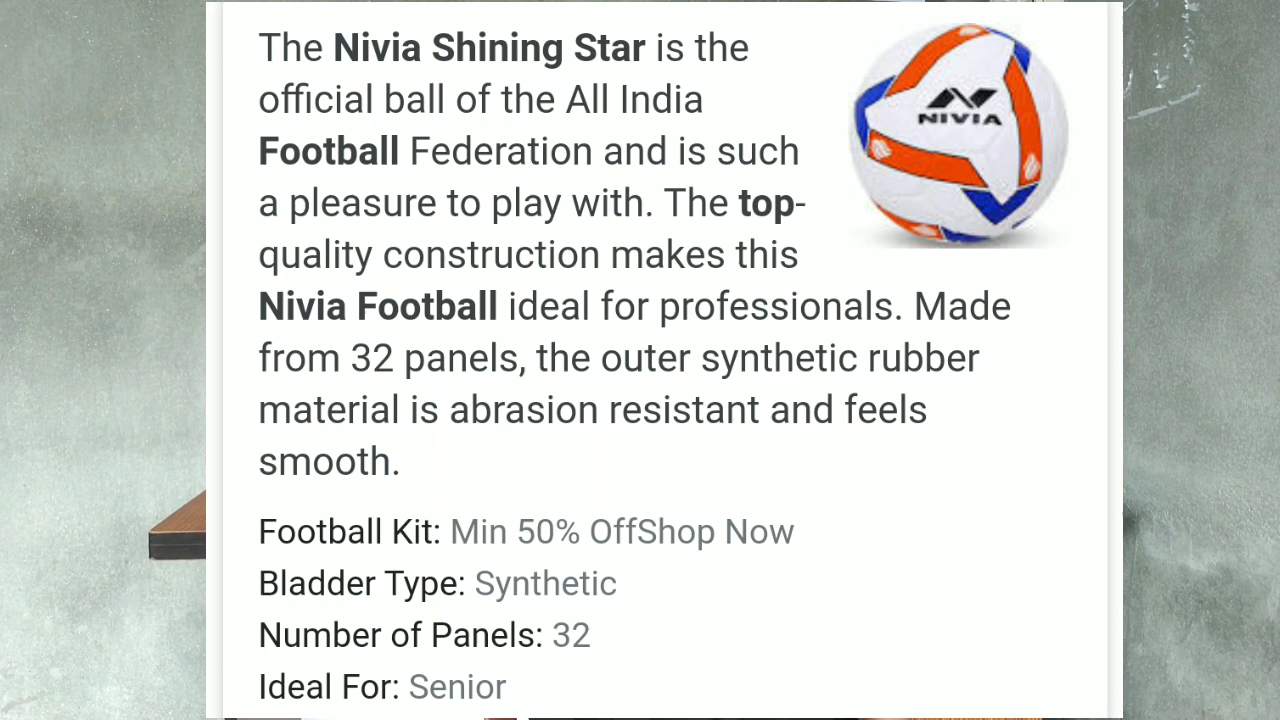 The Nivia Shining Star is the
official ball of the All India
Football Federation and is such
a pleasure to play with. The top-
quality construction makes this
Nivia Football ideal for professionals. Made
from 32 panels, the outer synthetic rubber
material is abrasion resistant and feels
smooth.
NIVIA
Football Kit: Min 50% OffShop Now
Bladder Type: Synthetic
Number of Panels: 32
Ideal For: Senior